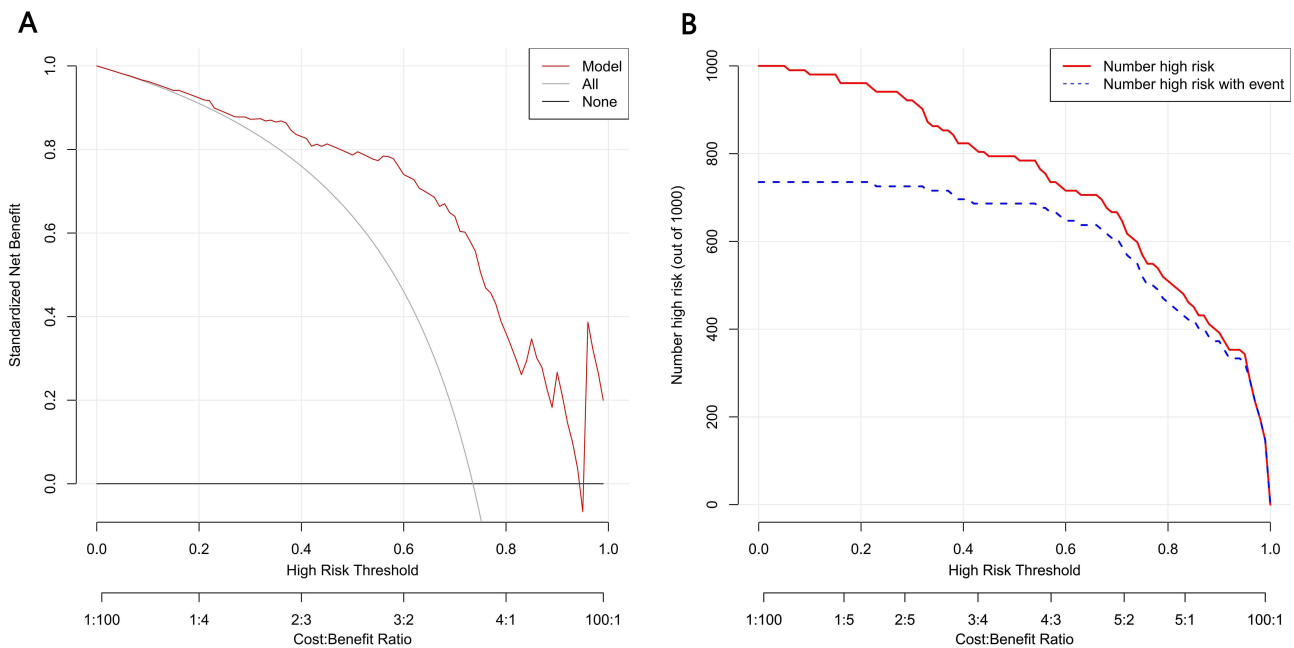 A
Model
All
None
Standardized Net Benefit
1.0
0.8
0.6
0.4
0.2
0.0
0.0 0.2 0.4 0.6 0.8 1.0
High Risk Threshold
1:100 1:4 2:3 3:2 4:1 100:1
Cost:Benefit Ratio
B
Number high risk
Number high risk with event
Number high risk (out of 1000)
1000
800
600
400
200
0
0.0 0.2 0.4 0.6 0.8 1.0
High Risk Threshold
1:100 1:5 2:5 3:4 4:3 5:2 5:1 100:1
Cost:Benefit Ratio